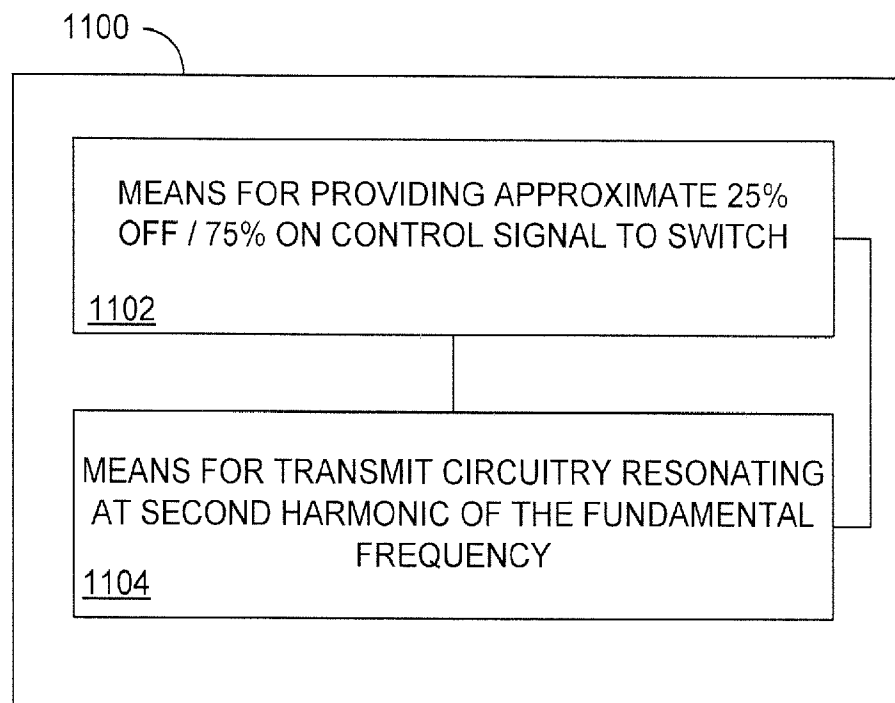 1100
MEANS FOR PROVIDING APPROXIMATE 25%
OFF / 75% ON CONTROL SIGNAL TO SWITCH
1102
MEANS FOR TRANSMIT CIRCUITRY RESONATING
AT SECOND HARMONIC OF THE FUNDAMENTAL
FREQUENCY
1104